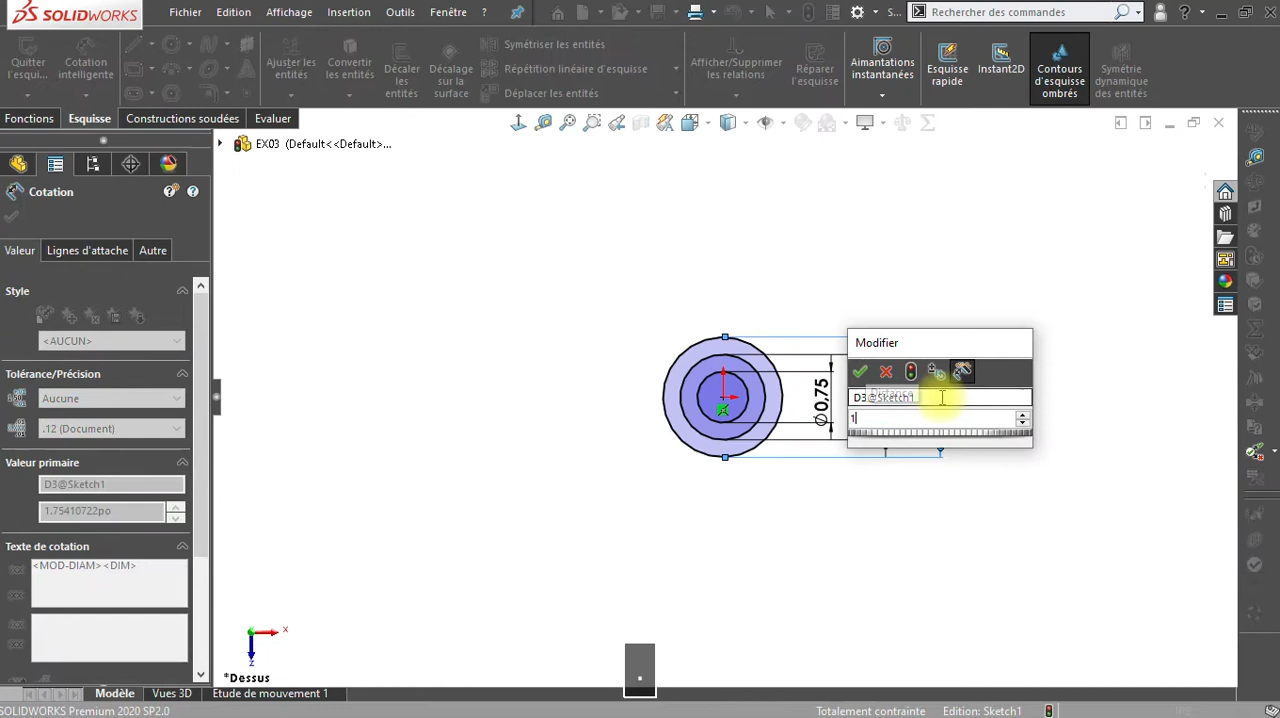 SOLIDWORKS
Fichier Edition Affichage Insertion Outils Fenêtre ?
S...
Rechercher des commandes
?
Quitter l'esqui...
Cotation intelligente
Ajuster les entités
Convertir les entités
Décaler les entités
Décalage sur la surface
Symétriser les entités
Répétition linéaire d'esquisse
Déplacer les entités
Afficher/Supprimer les relations
Réparer l'esquisse
Aimantations instantanées
Esquisse rapide
Instant2D
Contours d'esquisse ombrés
Symétrie dynamique des entités
Fonctions Esquisse Constructions soudées Evaluer
EX03 (Default<<Default>...
Cotation
Valeur Lignes d'attache Autre
Style
<AUCUN>
Tolérance/Précision
Aucune
.12 (Document)
Valeur primaire
D3@Sketch1
1.75410722po
Texte de cotation
<MOD-DIAM> <DIM>
∅0,75
Modifier
D3@Sketch1
Distance
1
X
Z
*Dessus
.
Modèle Vues 3D Etude de mouvement 1
SOLIDWORKS Premium 2020 SP2.0
Totalement contrainte Edition: Sketch1